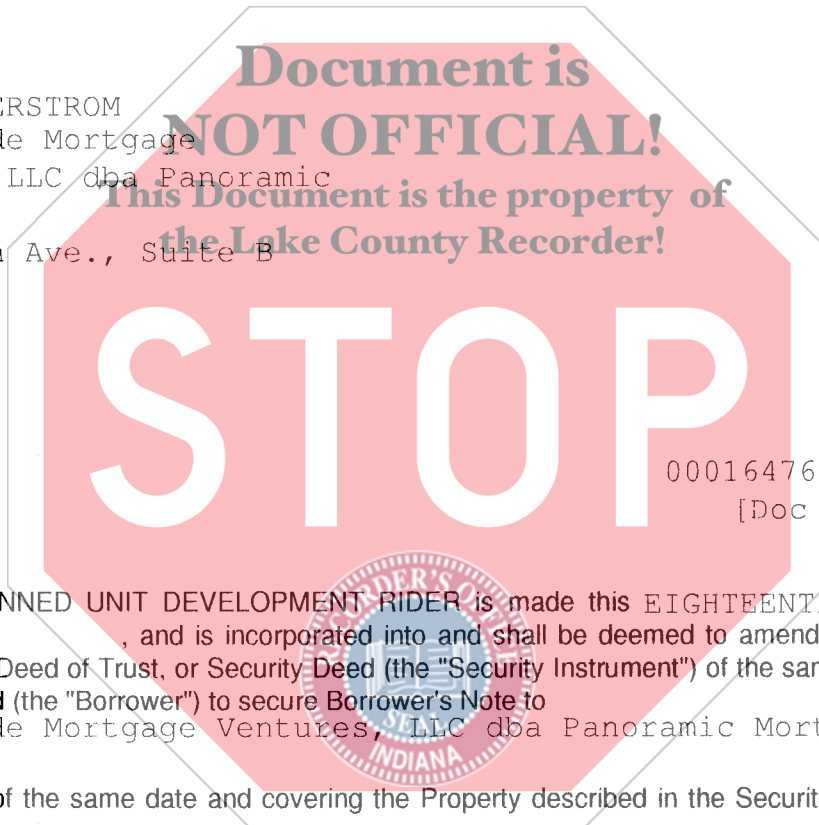 Document is
ERSTROM
de Mortgage
NOT OFFICIAL!
LLC dba Panoramic
This Document is the property of
Ave., Suite B
the Lake County Recorder!
STOP
00016476
[Doc
NNED UNIT DEVELOPMENT RIDER is made this EIGHTEENT
, and is incorporated into and shall be deemed to amend
Deed of Trust, or Security Deed (the "Security Instrument") of the sam
(the "Borrower") to secure Borrower's Note to
de Mortgage Ventures, LLC dba Panoramic Mort
RECORDER'S OFFICE
SEAL
INDIANA
of the same date and covering the Property described in the Securit